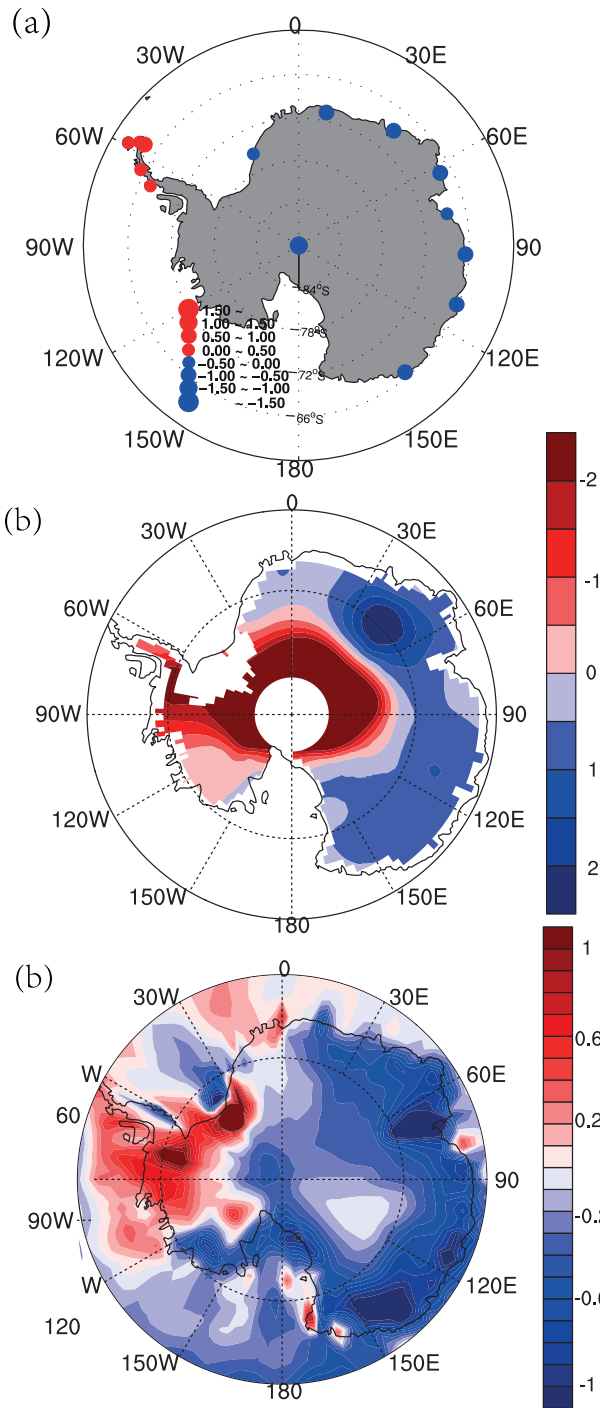 (a)
0
30W
30E
60W
60E
90W
90
120W
120E
150W
150E
180
84°S
78°S
72°S
66°S
1.50 ~
1.00 ~ 1.50
0.50 ~ 1.00
0.00 ~ 0.50
−0.50 ~ 0.00
−1.00 ~ −0.50
−1.50 ~ −1.00
~ −1.50
(b)
0
30W
30E
60W
60E
90W
90
120W
120E
150W
150E
180
-2
-1
0
1
2
(b)
0
30W
30E
W
60
60E
90W
90
W
120
120E
150W
150E
180
1
0.6
0.2
-0.2
-0.6
-1